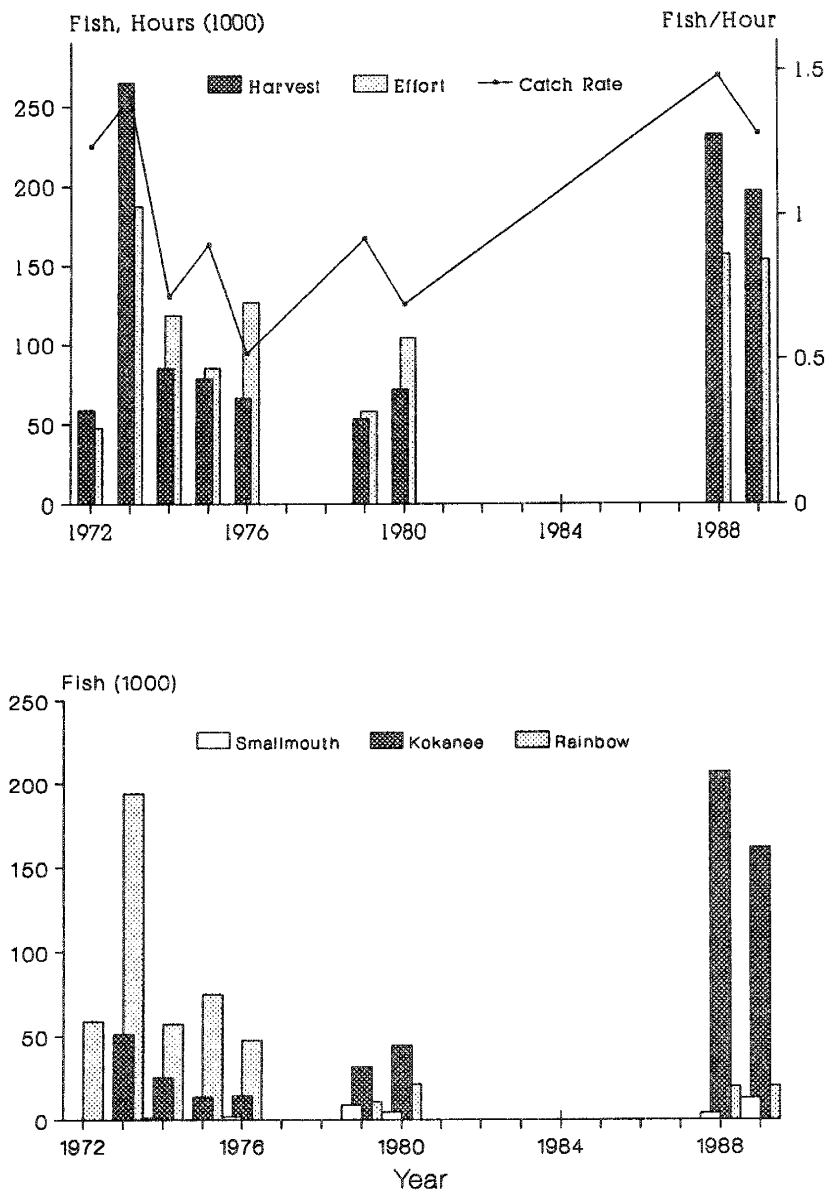 Fish, Hours (1000) Fish/Hour
Harvest Effort Catch Rate
250
200
150
100
50
0
1.5
1
0.5
0
1972 1976 1980 1984 1988
Fish (1000)
Smallmouth Kokanee Rainbow
250
200
150
100
50
0
1972 1976 1980 1984 1988
Year